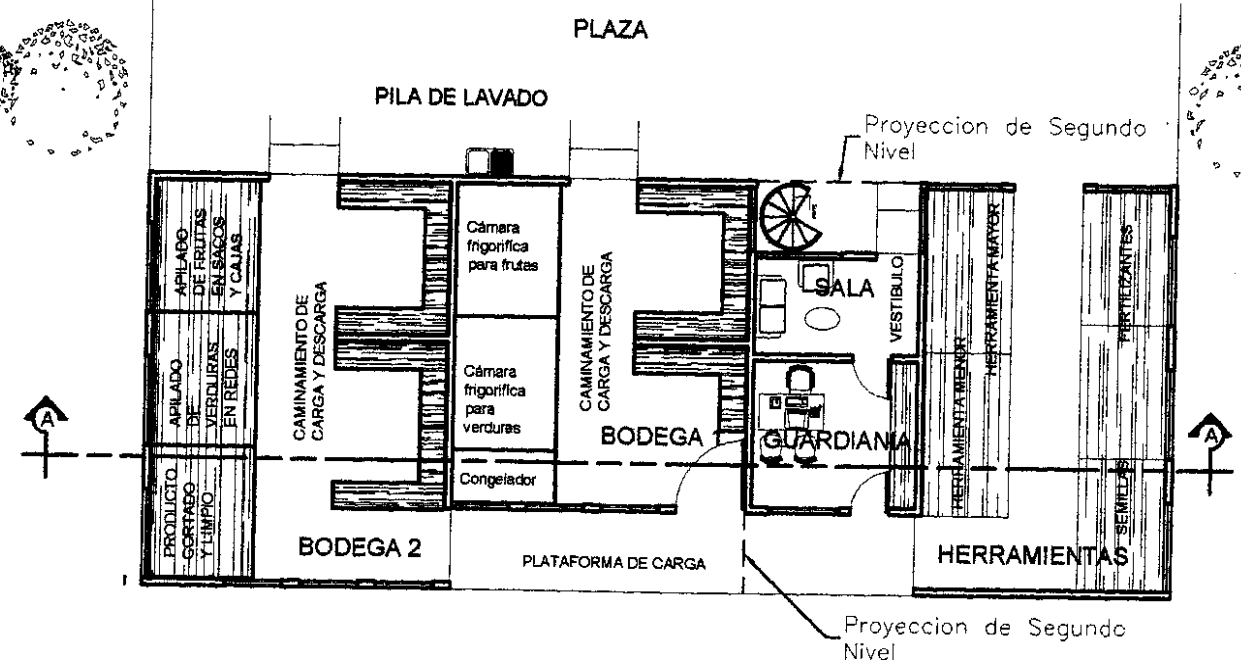 PLAZA
PILA DE LAVADO
Proyeccion de Segundo
Nivel
APILADO
DE FRUTAS
EN SACOS
Y CAJAS
CAMINAMIENTO DE
CARGA Y DESCARGA
Cámara
frigorifica
para frutas
CAMINAMIENTO DE
CARGA Y DESCARGA
SALA
VESTIBULO
HERRAMIENTA MAYOR
HERRAMIENTA MENOR
FERTILIZANTES
APILADO
DE
VERDURAS
EN REDES
Cámara
frigorifica
para
verduras
BODEGA 1
GUARDIANIA
A
A
Congelador
PRODUCTO
CORTADO
Y LIMPIO
SEMILLAS
BODEGA 2
PLATAFORMA DE CARGA
HERRAMIENTAS
Proyeccion de Segundo
Nivel